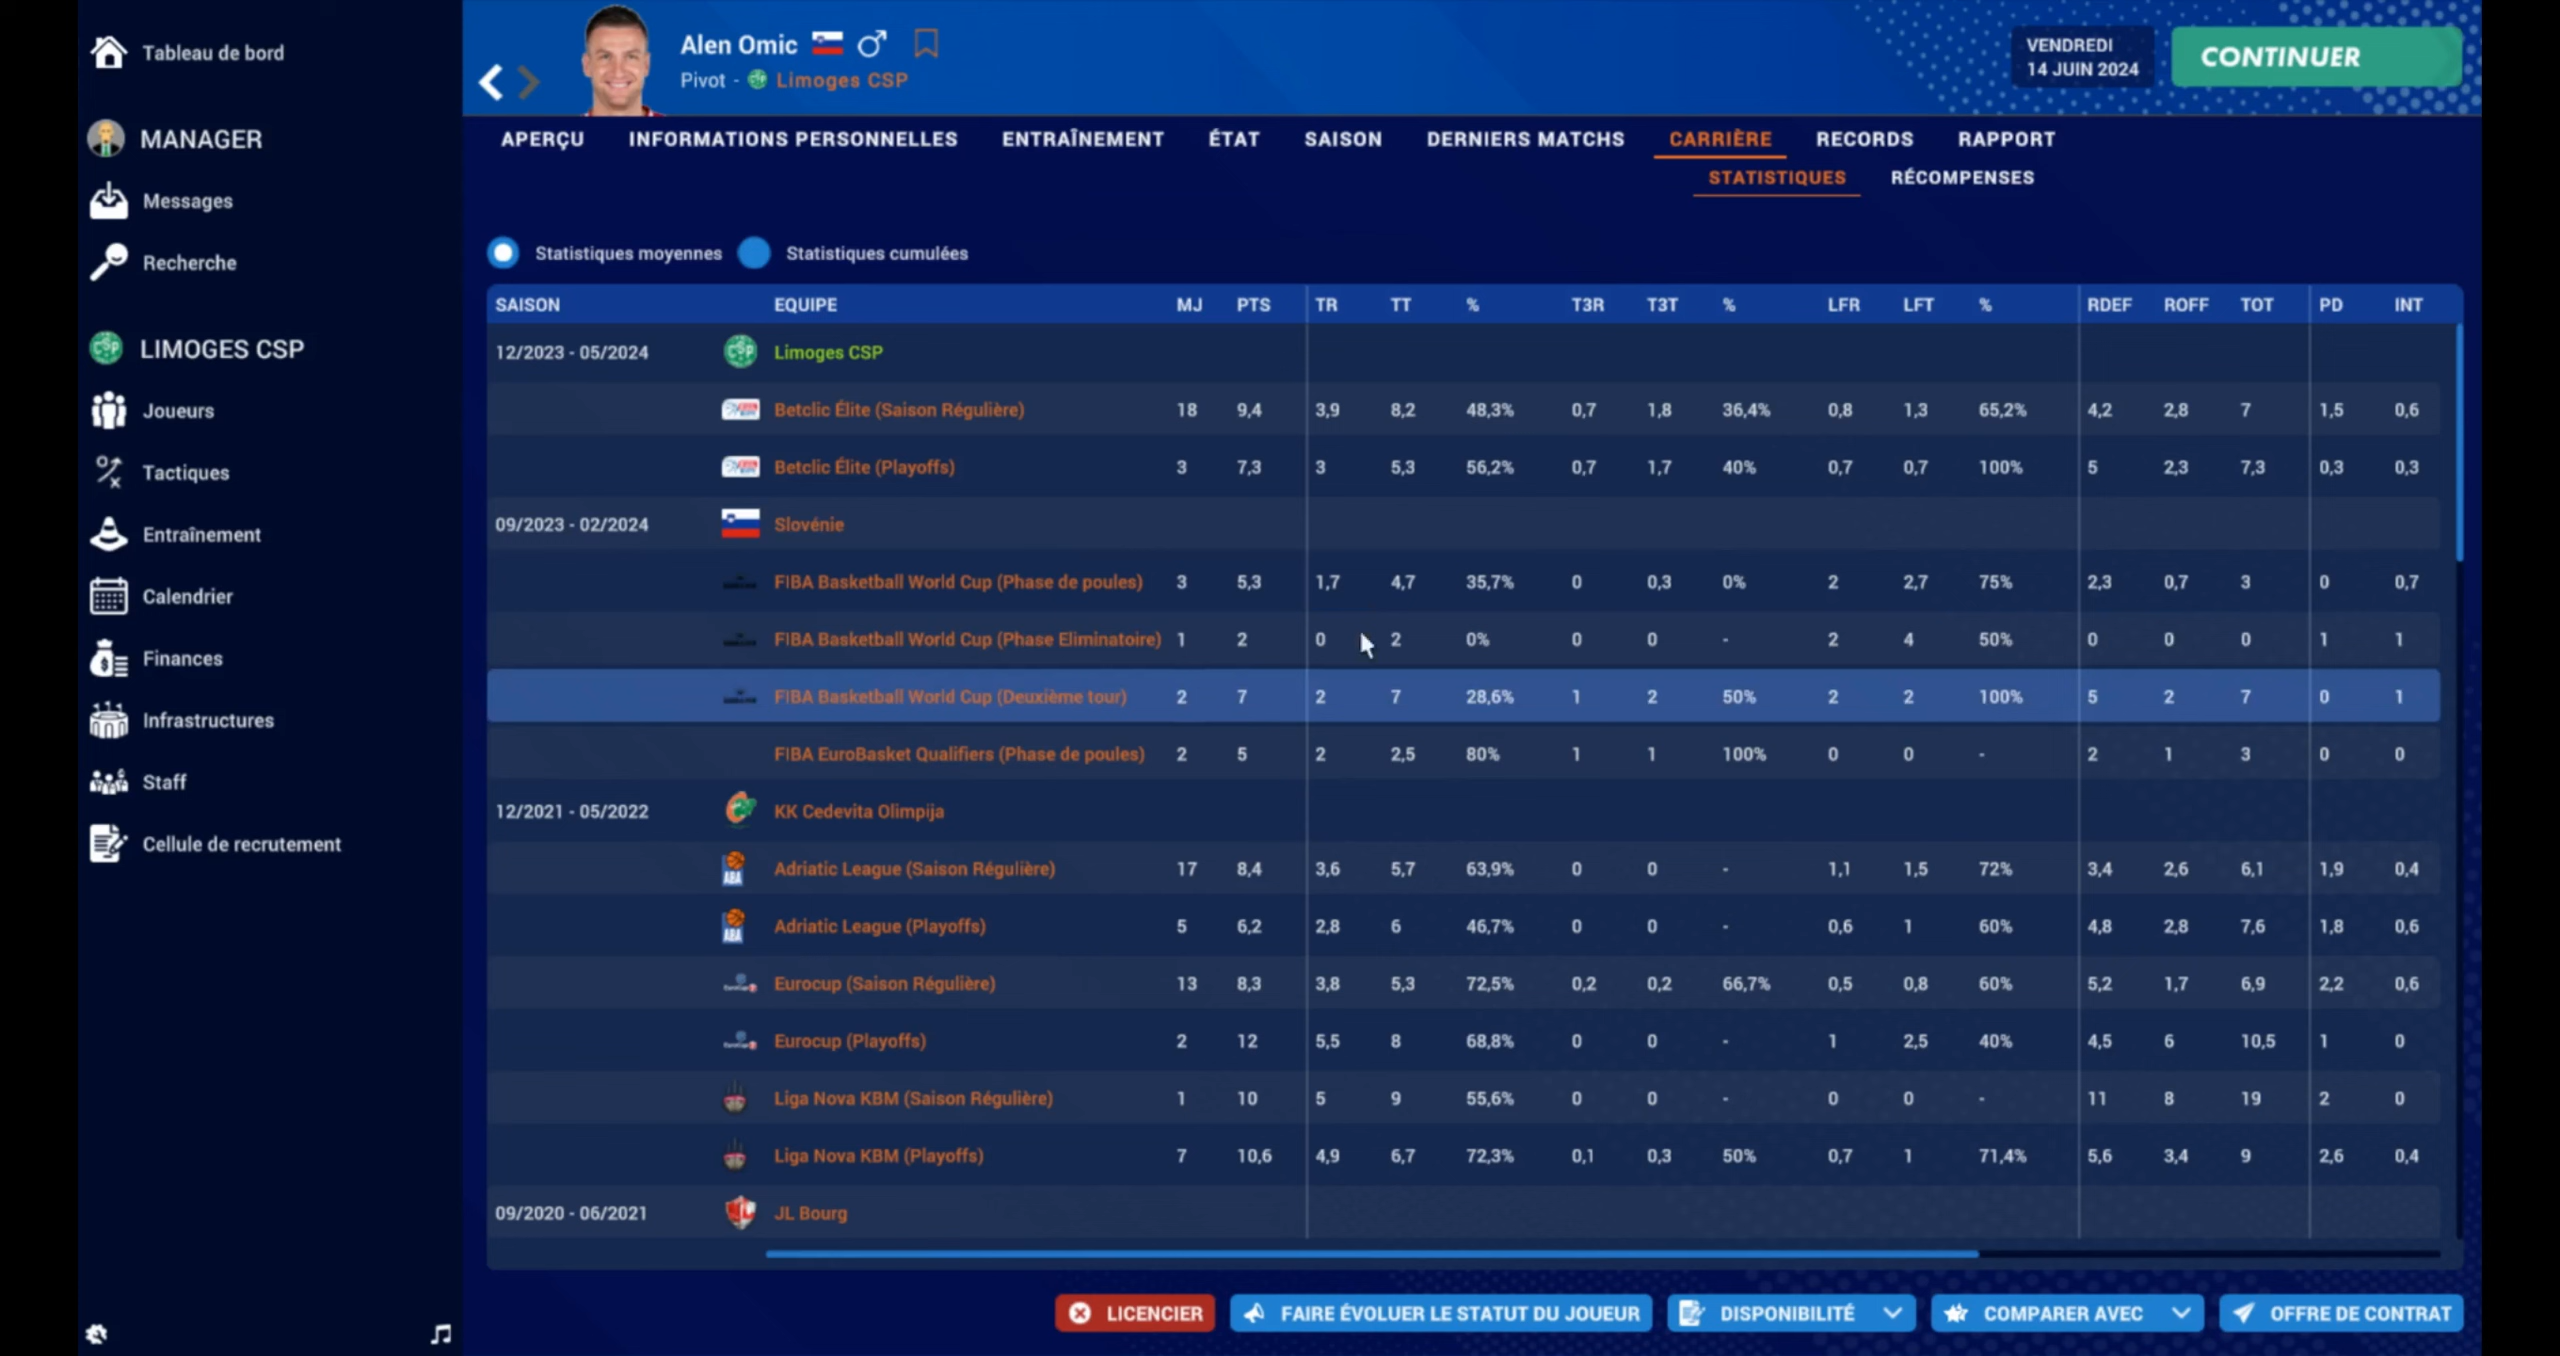 Tableau de bord
MANAGER
Messages
Recherche
LIMOGES CSP
Joueurs
Tactiques
Entraînement
Calendrier
Finances
Infrastructures
Staff
Cellule de recrutement
Alen Omic
Pivot - Limoges CSP
VENDREDI
14 JUIN 2024
CONTINUER
APERÇU INFORMATIONS PERSONNELLES ENTRAÎNEMENT ÉTAT SAISON DERNIERS MATCHS CARRIÈRE RECORDS RAPPORT
STATISTIQUES RÉCOMPENSES
Statistiques moyennes Statistiques cumulées
SAISON EQUIPE MJ PTS TR TT % T3R T3T % LFR LFT % RDEF ROFF TOT PD INT
12/2023 - 05/2024 Limoges CSP
Betclic Élite (Saison Régulière) 18 9,4 3,9 8,2 48,3% 0,7 1,8 36,4% 0,8 1,3 65,2% 4,2 2,8 7 1,5 0,6
Betclic Élite (Playoffs) 3 7,3 3 5,3 56,2% 0,7 1,7 40% 0,7 0,7 100% 5 2,3 7,3 0,3 0,3
09/2023 - 02/2024 Slovénie
FIBA Basketball World Cup (Phase de poules) 3 5,3 1,7 4,7 35,7% 0 0,3 0% 2 2,7 75% 2,3 0,7 3 0 0,7
FIBA Basketball World Cup (Phase Eliminatoire) 1 2 0 2 0% 0 0 - 2 4 50% 0 0 0 1 1
FIBA Basketball World Cup (Deuxième tour) 2 7 2 7 28,6% 1 2 50% 2 2 100% 5 2 7 0 1
FIBA EuroBasket Qualifiers (Phase de poules) 2 5 2 2,5 80% 1 1 100% 0 0 - 2 1 3 0 0
12/2021 - 05/2022 KK Cedevita Olimpija
Adriatic League (Saison Régulière) 17 8,4 3,6 5,7 63,9% 0 0 - 1,1 1,5 72% 3,4 2,6 6,1 1,9 0,4
Adriatic League (Playoffs) 5 6,2 2,8 6 46,7% 0 0 - 0,6 1 60% 4,8 2,8 7,6 1,8 0,6
Eurocup (Saison Régulière) 13 8,3 3,8 5,3 72,5% 0,2 0,2 66,7% 0,5 0,8 60% 5,2 1,7 6,9 2,2 0,6
Eurocup (Playoffs) 2 12 5,5 8 68,8% 0 0 - 1 2,5 40% 4,5 6 10,5 1 0
Liga Nova KBM (Saison Régulière) 1 10 5 9 55,6% 0 0 - 0 0 - 11 8 19 2 0
Liga Nova KBM (Playoffs) 7 10,6 4,9 6,7 72,3% 0,1 0,3 50% 0,7 1 71,4% 5,6 3,4 9 2,6 0,4
09/2020 - 06/2021 JL Bourg
LICENCIER FAIRE ÉVOLUER LE STATUT DU JOUEUR DISPONIBILITÉ COMPARER AVEC OFFRE DE CONTRAT